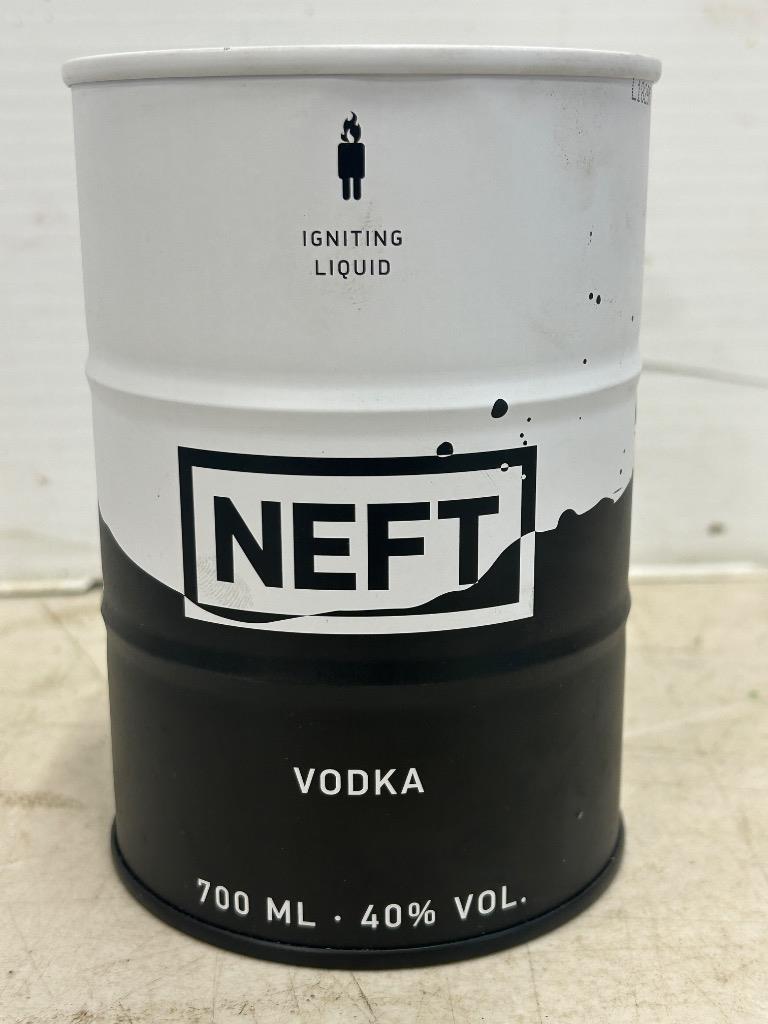 IGNITING
LIQUID
NEFT
VODKA
700 ML · 40% VOL.